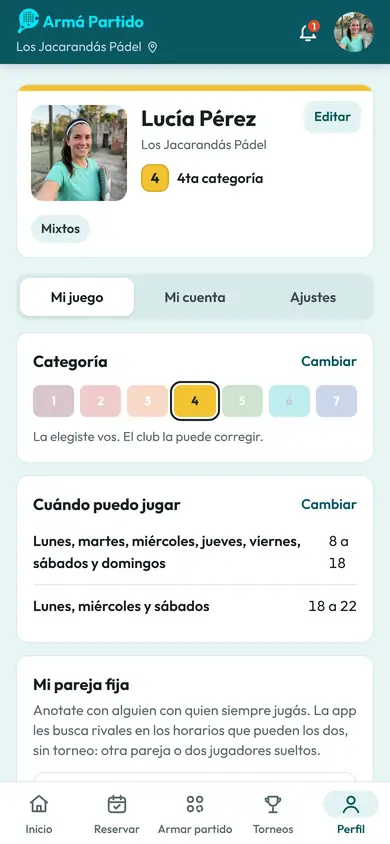 Armá Partido
1
Los Jacarandás Pádel
Lucía Pérez
Editar
Los Jacarandás Pádel
4 4ta categoría
Mixtos
Mi juego Mi cuenta Ajustes
Categoría Cambiar
1 2 3 4 5 6 7
La elegiste vos. El club la puede corregir.
Cuándo puedo jugar Cambiar
Lunes, martes, miércoles, jueves, viernes, 8 a
sábados y domingos 18
Lunes, miércoles y sábados 18 a 22
Mi pareja fija
Anotate con alguien con quien siempre jugás. La app
les busca rivales en los horarios que pueden los dos,
sin torneo: otra pareja o dos jugadores sueltos.
Inicio Reservar Armar partido Torneos Perfil